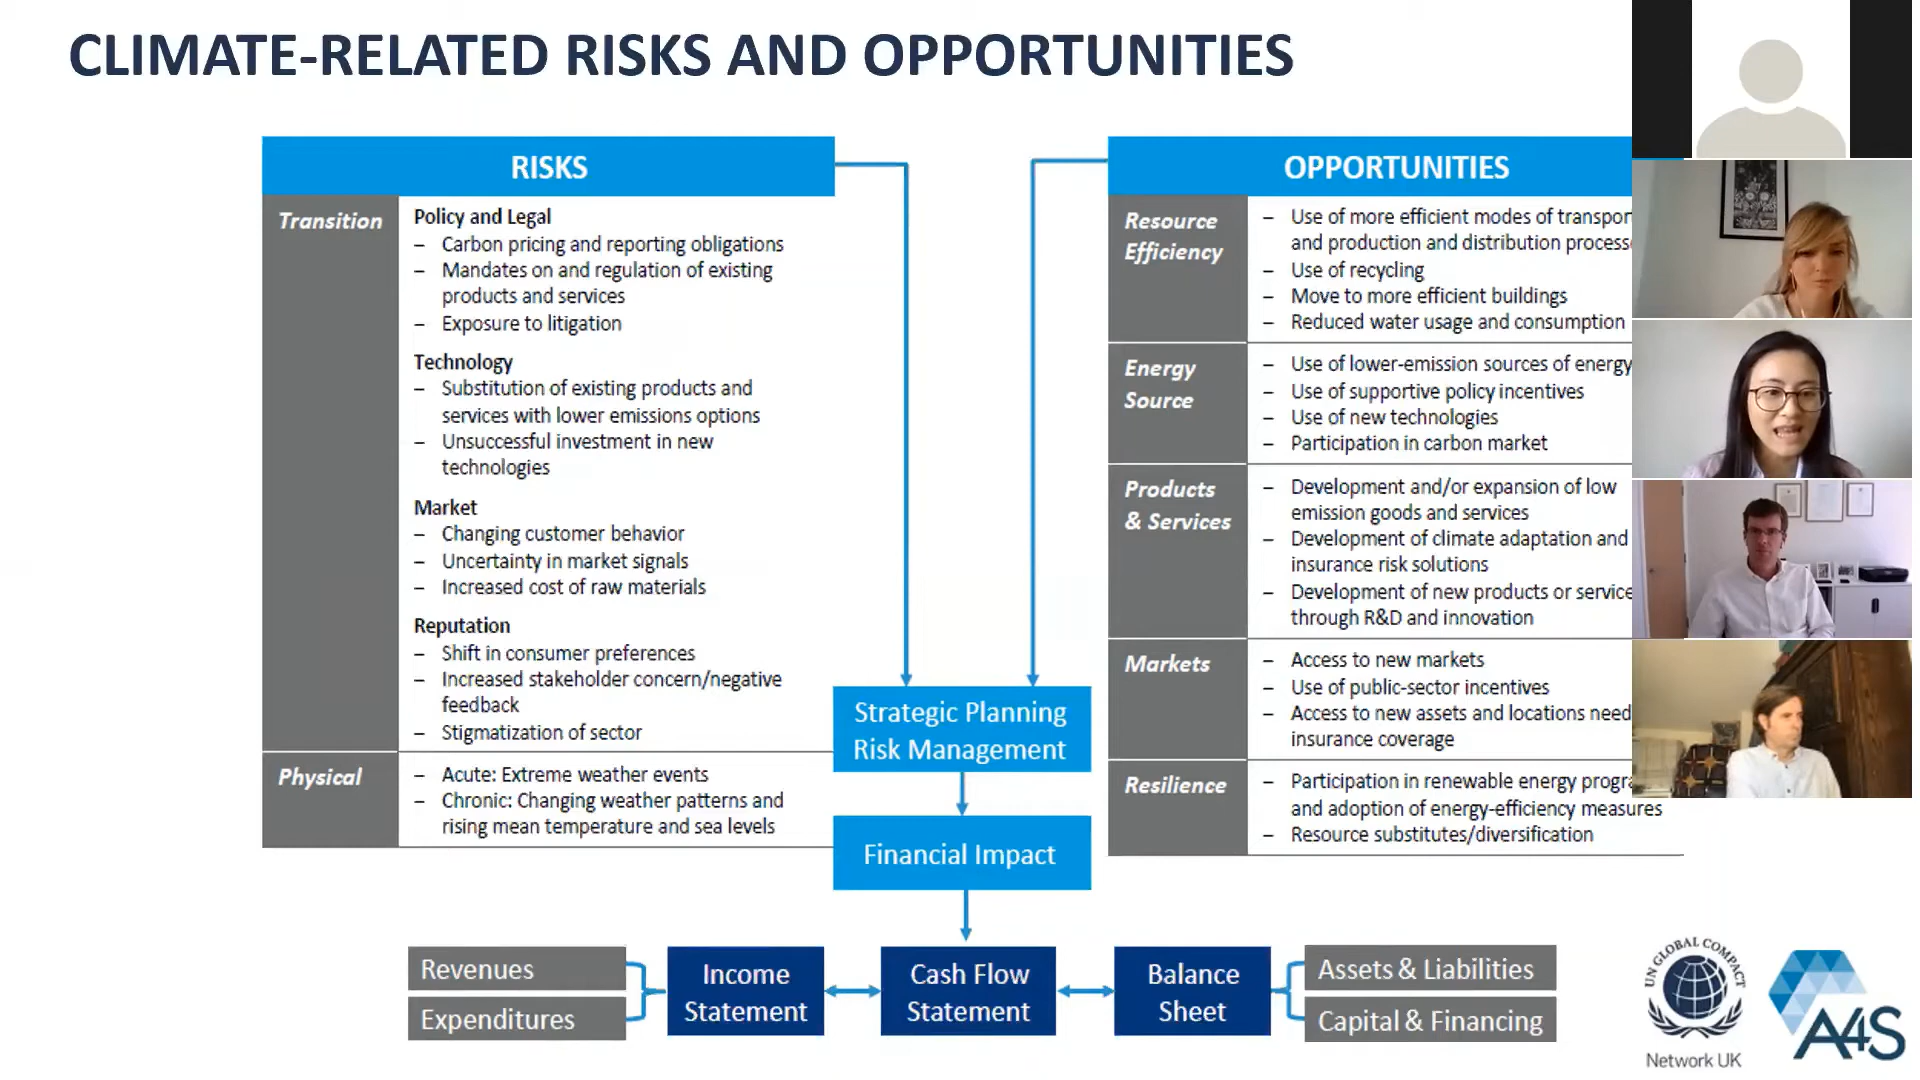 CLIMATE-RELATED RISKS AND OPPORTUNITIES
RISKS
Transition
Policy and Legal
– Carbon pricing and reporting obligations
– Mandates on and regulation of existing
products and services
– Exposure to litigation
Technology
– Substitution of existing products and
services with lower emissions options
– Unsuccessful investment in new
technologies
Market
– Changing customer behavior
– Uncertainty in market signals
– Increased cost of raw materials
Reputation
– Shift in consumer preferences
– Increased stakeholder concern/negative
feedback
– Stigmatization of sector
Physical
– Acute: Extreme weather events
– Chronic: Changing weather patterns and
rising mean temperature and sea levels
OPPORTUNITIES
Resource
Efficiency
– Use of more efficient modes of transpor
and production and distribution process
– Use of recycling
– Move to more efficient buildings
– Reduced water usage and consumption
Energy
Source
– Use of lower-emission sources of energy
– Use of supportive policy incentives
– Use of new technologies
– Participation in carbon market
Products
& Services
– Development and/or expansion of low
emission goods and services
– Development of climate adaptation and
insurance risk solutions
– Development of new products or service
through R&D and innovation
Markets
– Access to new markets
– Use of public-sector incentives
– Access to new assets and locations need
insurance coverage
Resilience
– Participation in renewable energy progra
and adoption of energy-efficiency measures
– Resource substitutes/diversification
Strategic Planning
Risk Management
Financial Impact
Revenues
Expenditures
Income
Statement
Cash Flow
Statement
Balance
Sheet
Assets & Liabilities
Capital & Financing
UN GLOBAL COMPACT
Network UK
A4S